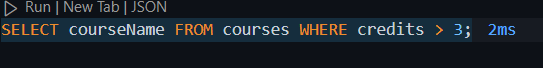 Run | New Tab | JSON
SELECT courseName FROM courses WHERE credits > 3; 2ms